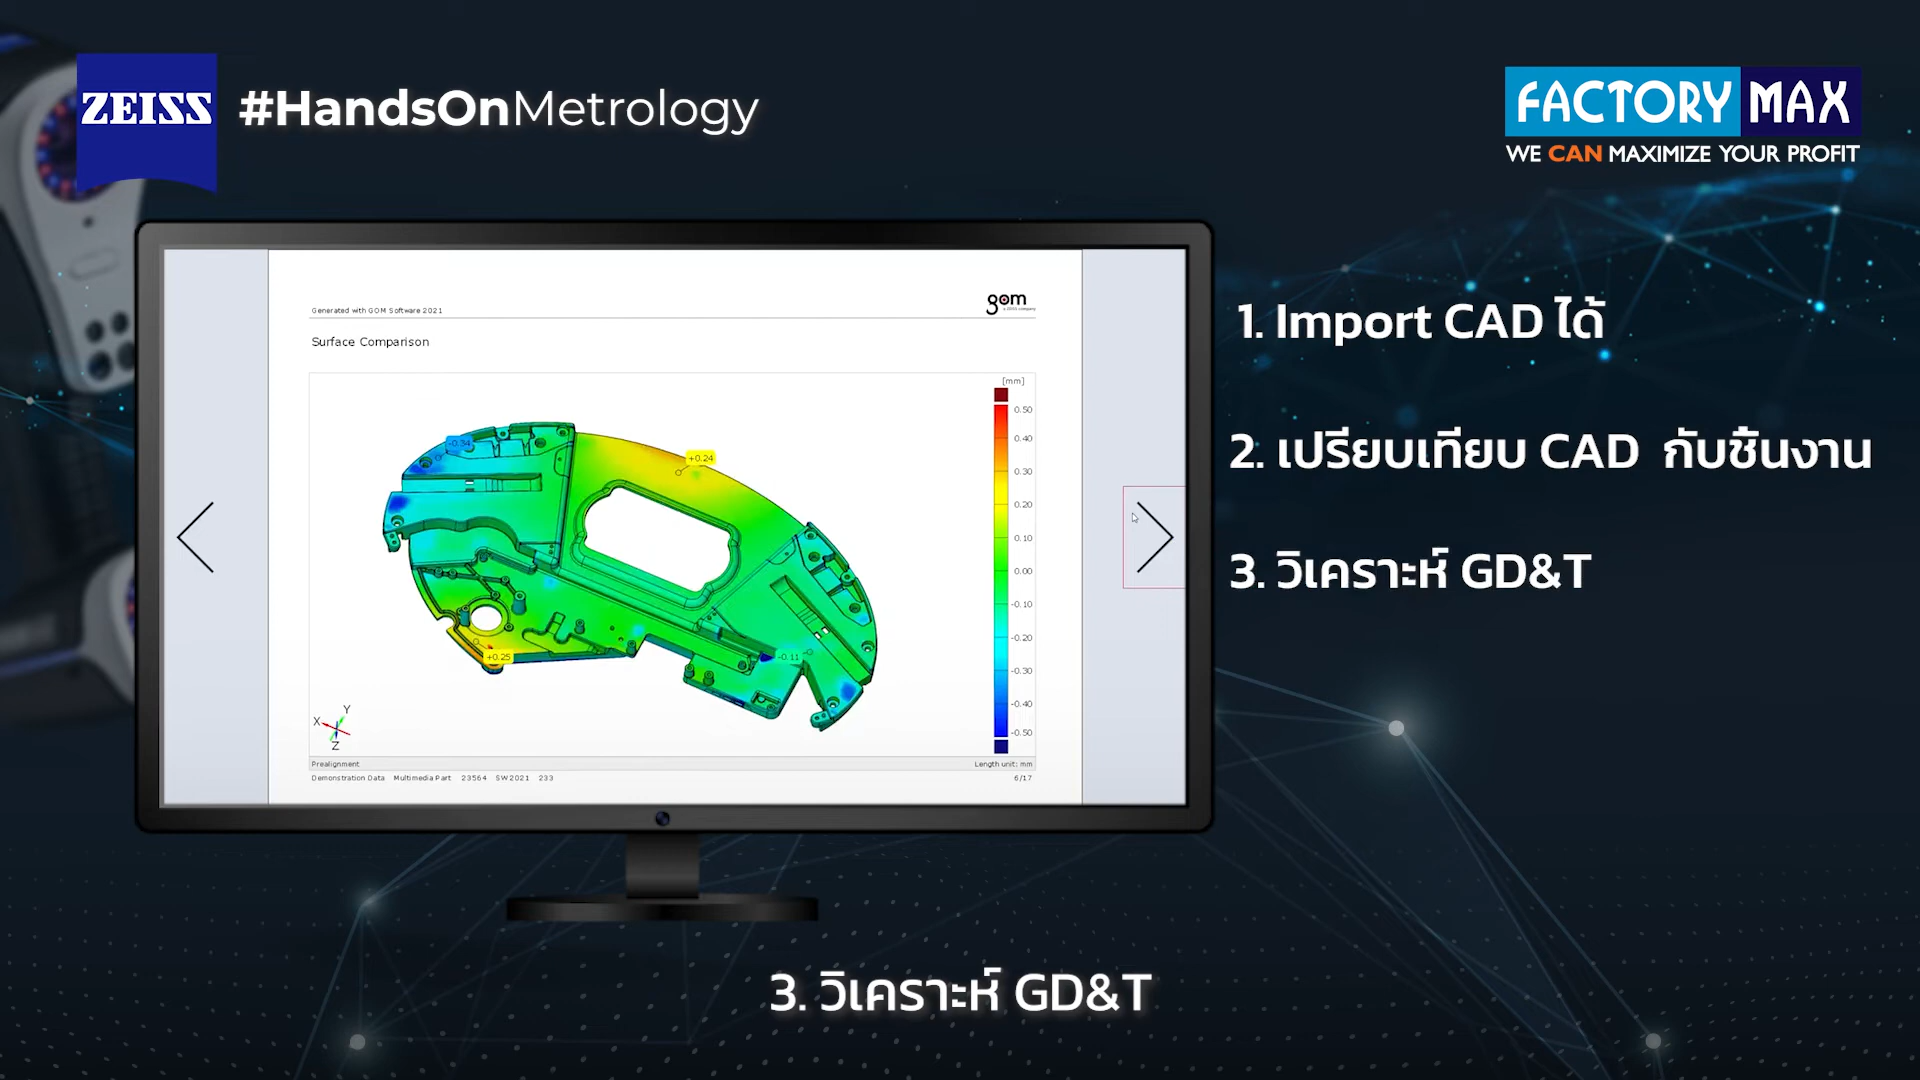 ZEISS
#HandsOnMetrology
FACTORY MAX
WE CAN MAXIMIZE YOUR PROFIT
Generated with GOM Software 2021
gom
a ZEISS company
Surface Comparison
[mm]
0.50
0.40
0.30
0.20
0.10
0.00
-0.10
-0.20
-0.30
-0.40
-0.50
-0.34
+0.24
+0.25
-0.11
X
Y
Z
Prealignment
Length unit: mm
Demonstration Data Multimedia Part 23564 SW2021 233
6/17
1. Import CAD ได้
2. เปรียบเทียบ CAD กับชิ้นงาน
3. วิเคราะห์ GD&T
3. วิเคราะห์ GD&T